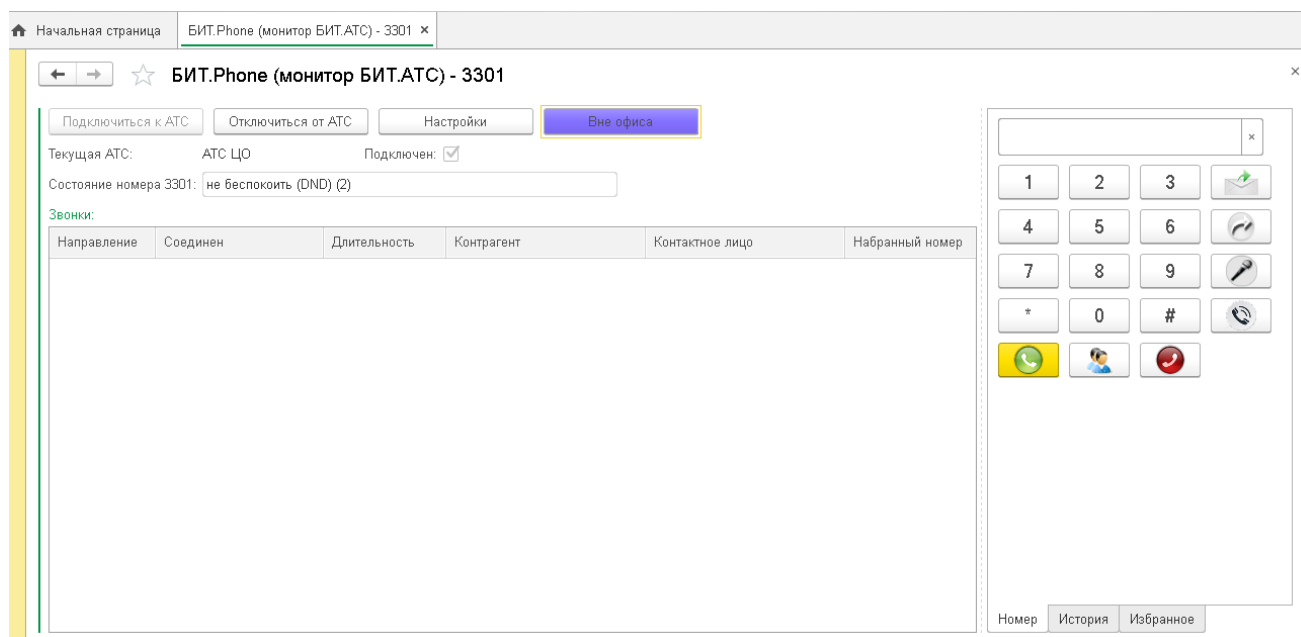 Начальная страница
БИТ.Phone (монитор БИТ.АТС) - 3301 ×
БИТ.Phone (монитор БИТ.АТС) - 3301
Подключиться к АТС Отключиться от АТС Настройки Вне офиса
Текущая АТС: АТС ЦО Подключен:
Состояние номера 3301: не беспокоить (DND) (2)
Звонки:
Направление Соединен Длительность Контрагент Контактное лицо Набранный номер
1 2 3
4 5 6
7 8 9
* 0 #
Номер История Избранное